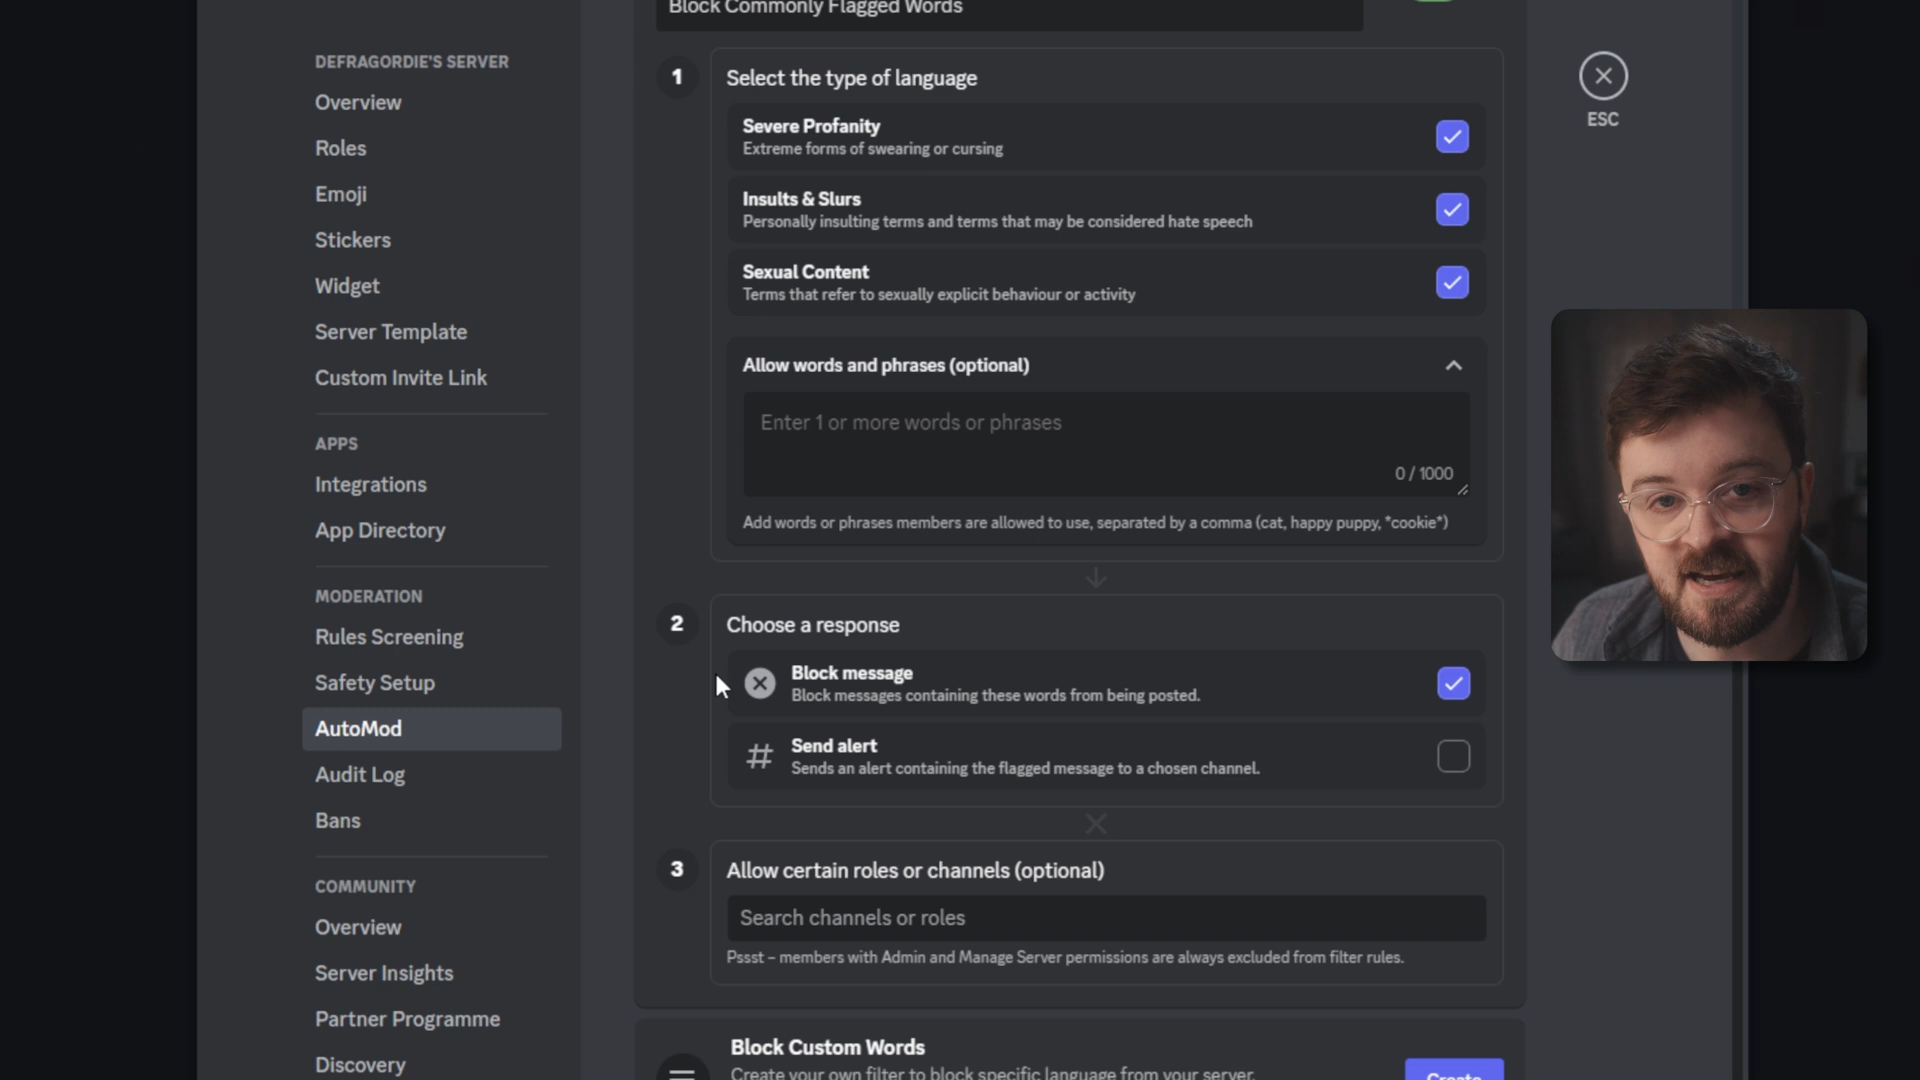 Block Commonly Flagged Words
DEFRAGORDIE'S SERVER
Overview
Roles
Emoji
Stickers
Widget
Server Template
Custom Invite Link
APPS
Integrations
App Directory
MODERATION
Rules Screening
Safety Setup
AutoMod
Audit Log
Bans
COMMUNITY
Overview
Server Insights
Partner Programme
Discovery
1
Select the type of language
Severe Profanity
Extreme forms of swearing or cursing
Insults & Slurs
Personally insulting terms and terms that may be considered hate speech
Sexual Content
Terms that refer to sexually explicit behaviour or activity
Allow words and phrases (optional)
Enter 1 or more words or phrases
0 / 1000
Add words or phrases members are allowed to use, separated by a comma (cat, happy puppy, *cookie*)
2
Choose a response
Block message
Block messages containing these words from being posted.
#
Send alert
Sends an alert containing the flagged message to a chosen channel.
3
Allow certain roles or channels (optional)
Search channels or roles
Pssst – members with Admin and Manage Server permissions are always excluded from filter rules.
Block Custom Words
Create your own filter to block specific language from your server.
Create
ESC